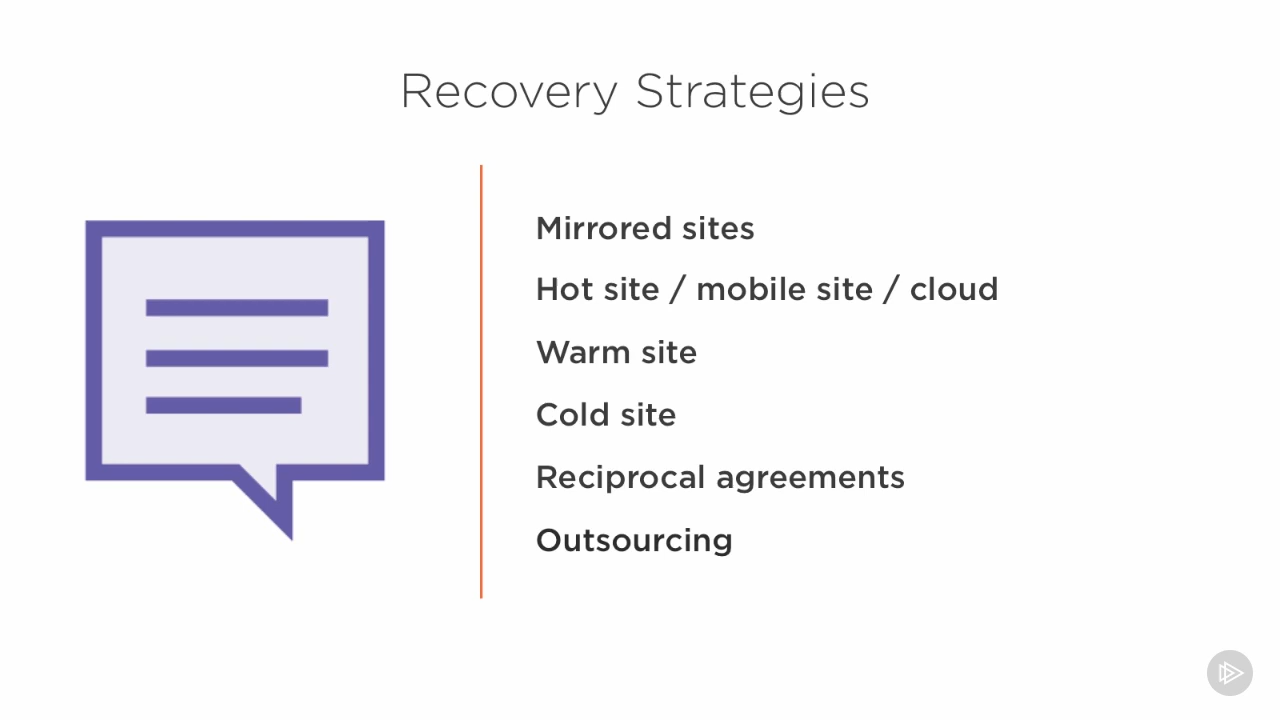 Recovery Strategies
Mirrored sites
Hot site / mobile site / cloud
Warm site
Cold site
Reciprocal agreements
Outsourcing